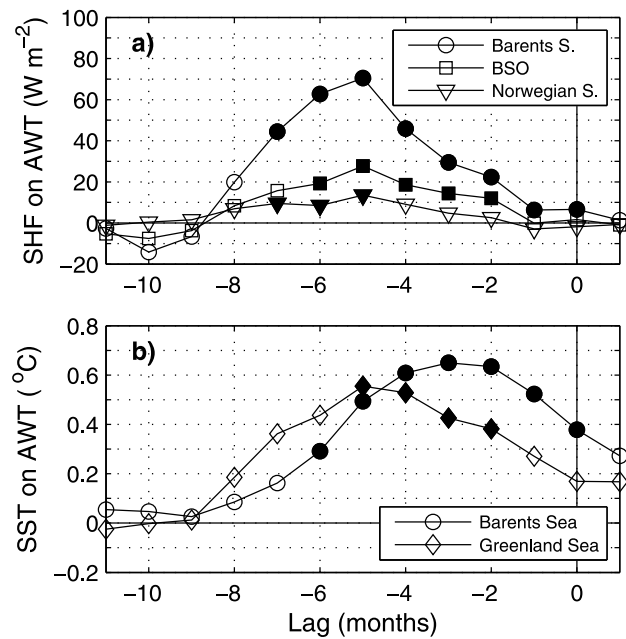 a)
SHF on AWT (W m−2)
100
80
60
40
20
0
−20
Barents S.
BSO
Norwegian S.
−10
−8
−6
−4
−2
0
b)
SST on AWT ( oC)
0.8
0.6
0.4
0.2
0
−0.2
Barents Sea
Greenland Sea
−10
−8
−6
−4
−2
0
Lag (months)